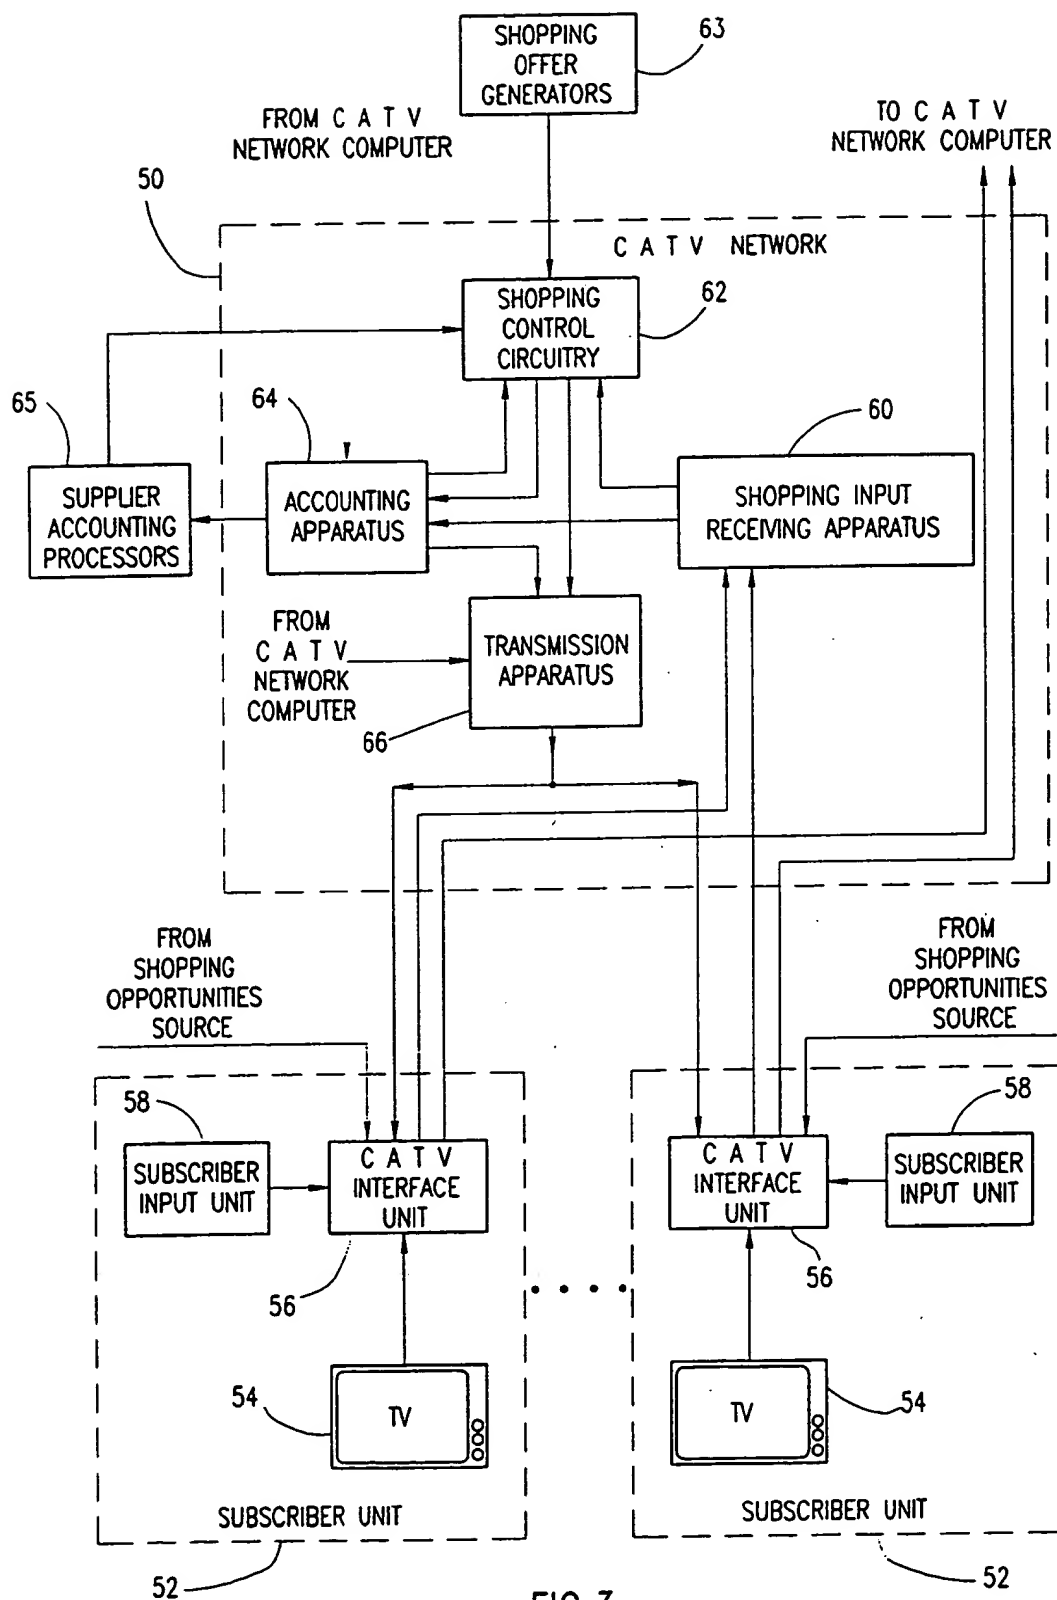 SHOPPING
OFFER
GENERATORS
63
FROM C A T V
NETWORK COMPUTER
TO C A T V
NETWORK COMPUTER
50
C A T V NETWORK
SHOPPING
CONTROL
CIRCUITRY
62
65
64
60
SUPPLIER
ACCOUNTING
PROCESSORS
ACCOUNTING
APPARATUS
SHOPPING INPUT
RECEIVING APPARATUS
FROM
C A T V
NETWORK
COMPUTER
TRANSMISSION
APPARATUS
66
FROM
SHOPPING
OPPORTUNITIES
SOURCE
FROM
SHOPPING
OPPORTUNITIES
SOURCE
58
SUBSCRIBER
INPUT UNIT
C A T V
INTERFACE
UNIT
56
54
TV
SUBSCRIBER UNIT
52
C A T V
INTERFACE
UNIT
58
SUBSCRIBER
INPUT UNIT
56
TV
54
SUBSCRIBER UNIT
52